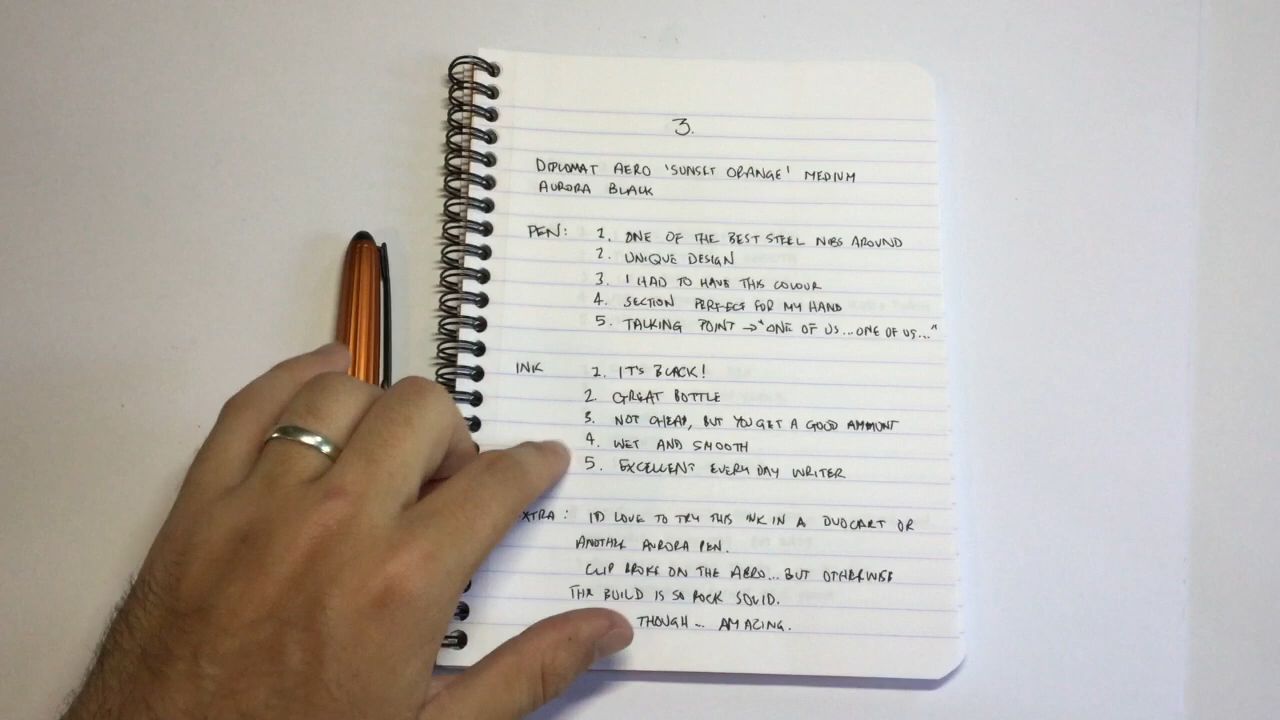 3.
DIPLOMAT AERO 'SUNSET ORANGE' MEDIUM
AURORA BLACK
PEN: 1. ONE OF THE BEST STEEL NIBS AROUND
2. UNIQUE DESIGN
3. I HAD TO HAVE THIS COLOUR
4. SECTION PERFECT FOR MY HAND
5. TALKING POINT → "ONE OF US... ONE OF US..."
INK 1. IT'S BLACK!
2. GREAT BOTTLE
3. NOT CHEAP, BUT YOU GET A GOOD AMMOUNT
4. WET AND SMOOTH
5. EXCELLENT EVERY DAY WRITER
XTRA: I'D LOVE TO TRY THIS INK IN A DUOCART OR
ANOTHER AURORA PEN.
CLIP BROKE ON THE AERO... BUT OTHERWISE
THE BUILD IS SO ROCK SOLID.
THOUGH... AMAZING.